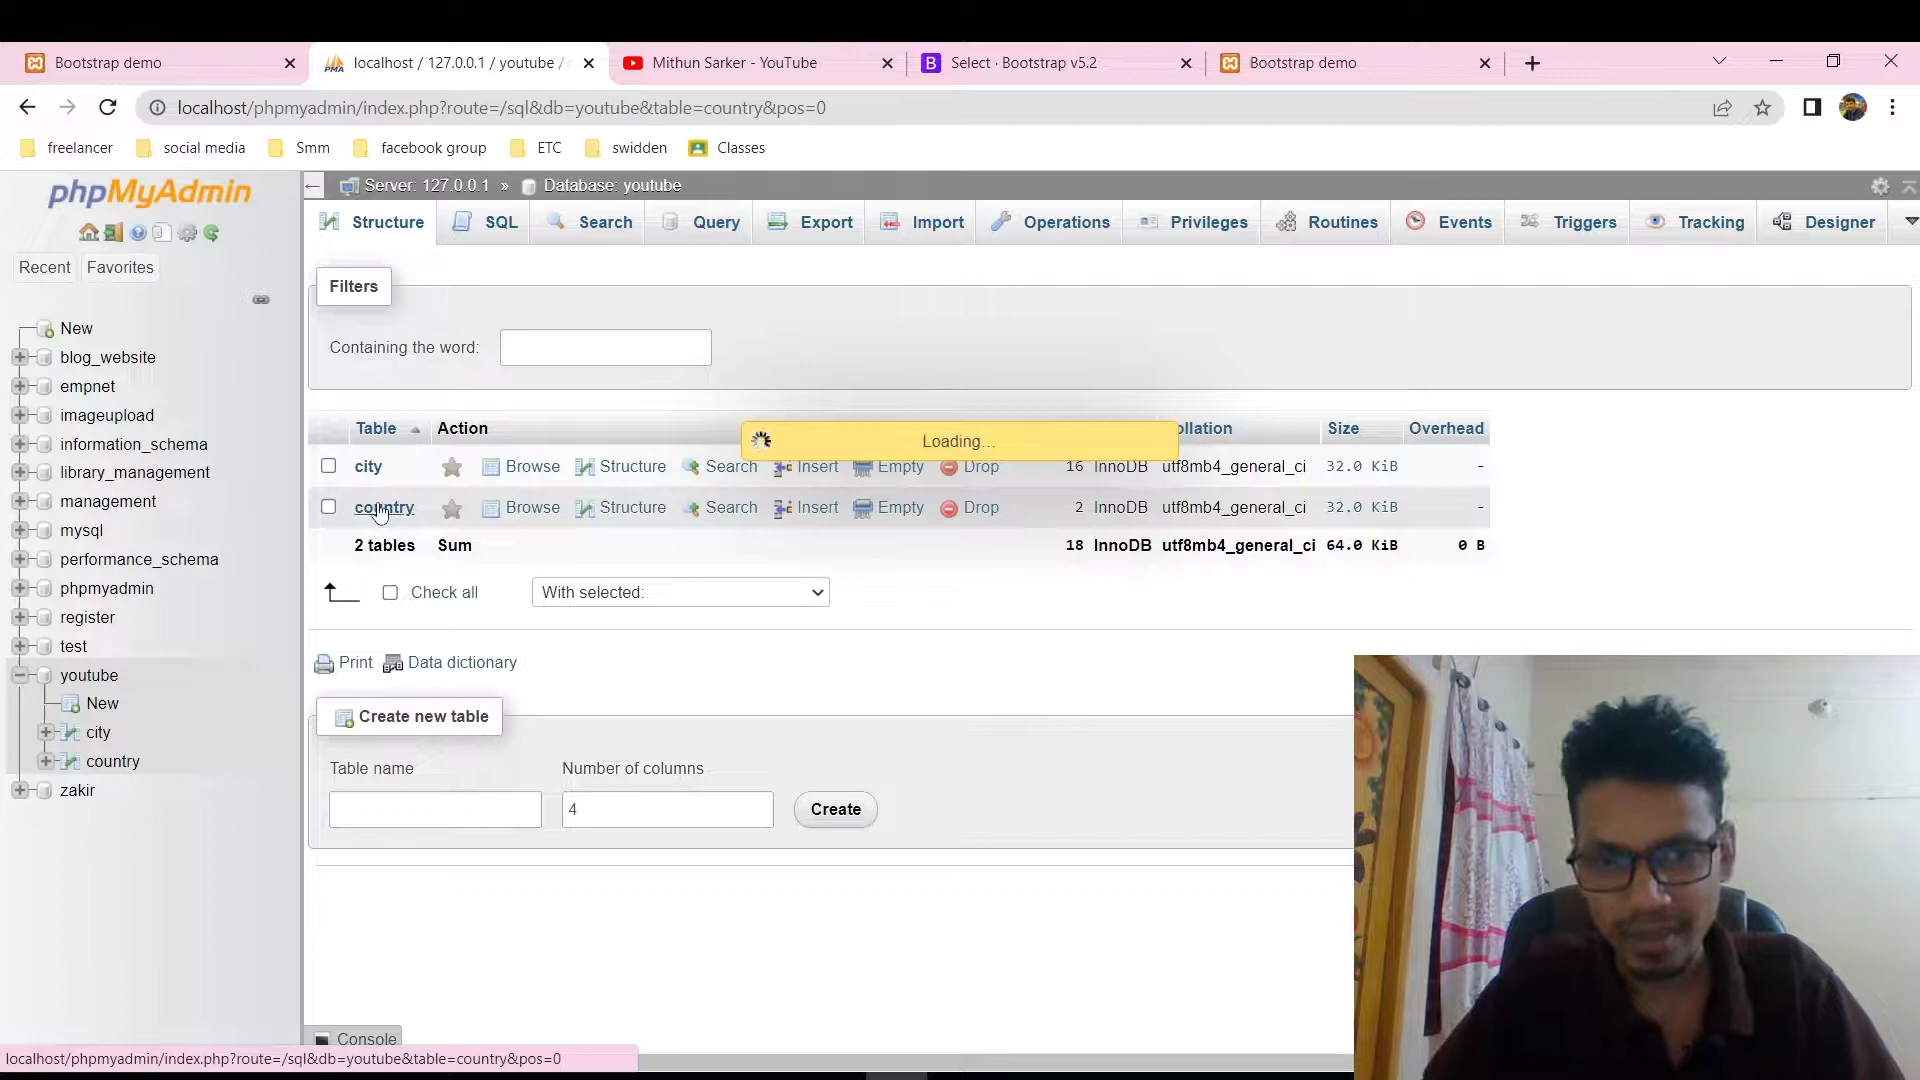 Bootstrap demo
localhost / 127.0.0.1 / youtube /
Mithun Sarker - YouTube
Select · Bootstrap v5.2
Bootstrap demo
localhost/phpmyadmin/index.php?route=/sql&db=youtube&table=country&pos=0
freelancer social media Smm facebook group ETC swidden Classes
phpMyAdmin
Recent Favorites
New
blog_website
empnet
imageupload
information_schema
library_management
management
mysql
performance_schema
phpmyadmin
register
test
youtube
New
city
country
zakir
Server: 127.0.0.1 » Database: youtube
Structure SQL Search Query Export Import Operations Privileges Routines Events Triggers Tracking Designer
Filters
Containing the word:
Loading...
Table Action Size Overhead
city Browse Structure Search Insert Empty Drop 16 InnoDB utf8mb4_general_ci 32.0 KiB -
country Browse Structure Search Insert Empty Drop 2 InnoDB utf8mb4_general_ci 32.0 KiB -
2 tables Sum 18 InnoDB utf8mb4_general_ci 64.0 KiB 0 B
Check all With selected:
Print Data dictionary
Create new table
Table name Number of columns
4 Create
Console
localhost/phpmyadmin/index.php?route=/sql&db=youtube&table=country&pos=0